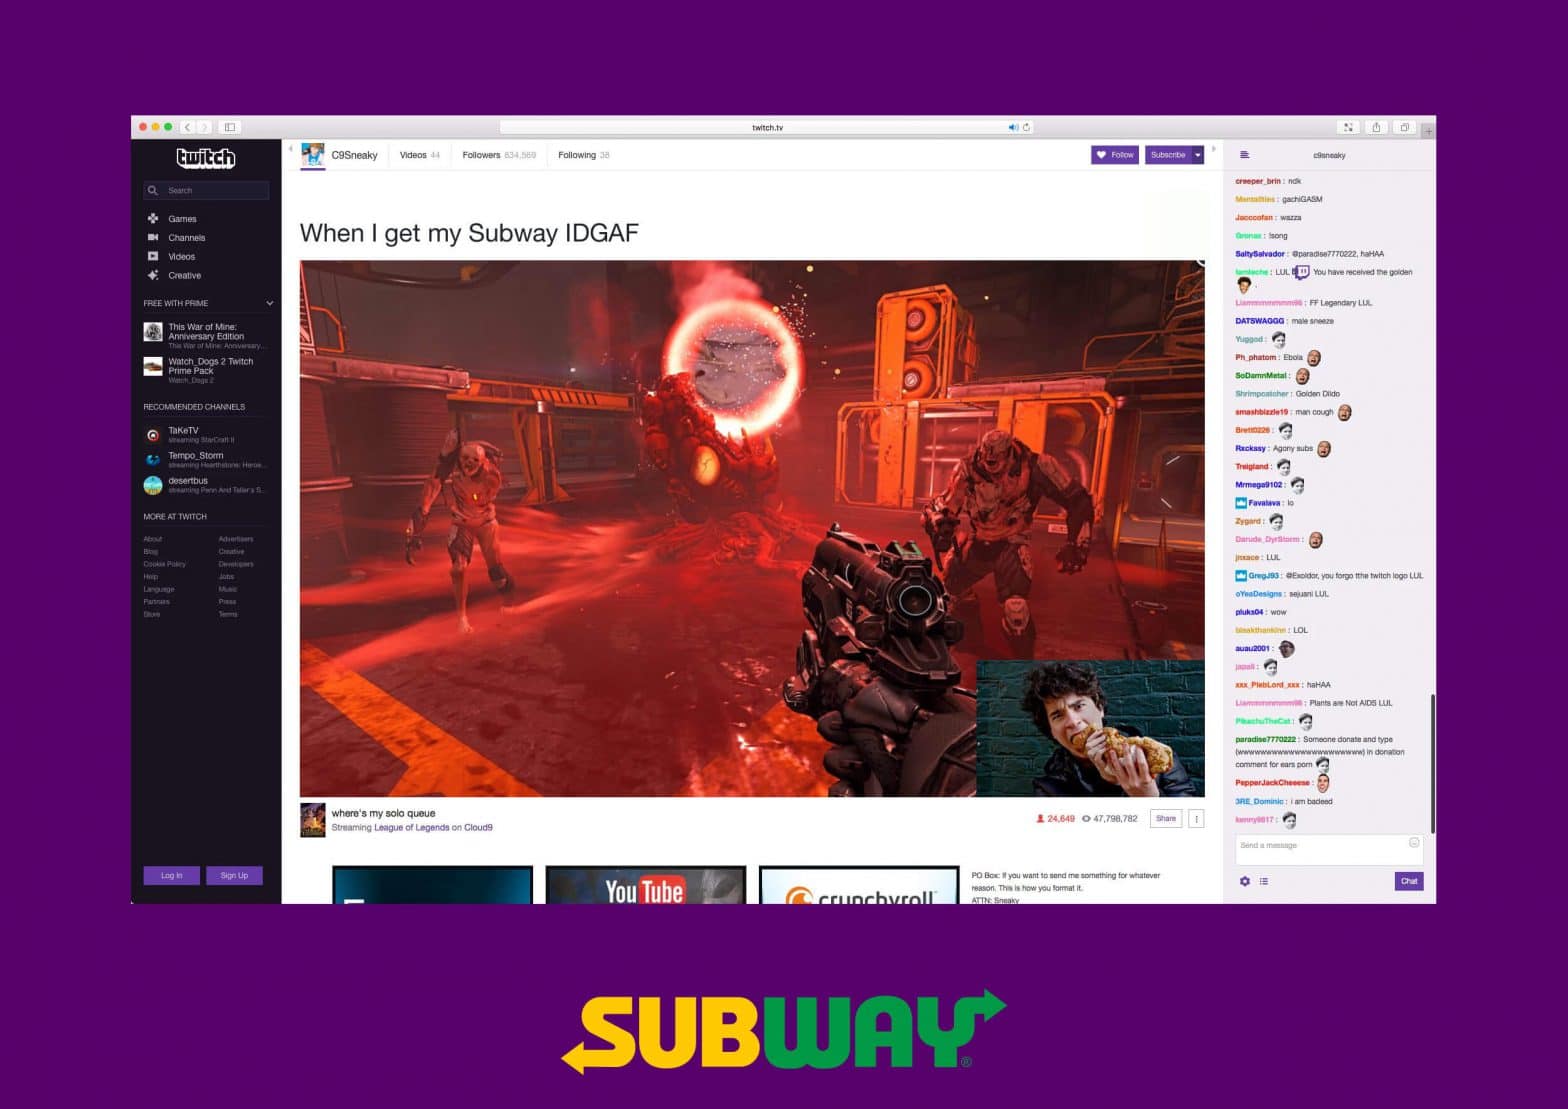 twitch.tv
twitch
Search
Games
Channels
Videos
Creative
FREE WITH PRIME
This War of Mine:
Anniversary Edition
This War of Mine: Anniversary...
Watch_Dogs 2 Twitch
Prime Pack
Watch_Dogs 2
RECOMMENDED CHANNELS
TaKeTV
streaming StarCraft II
Tempo_Storm
streaming Hearthstone: Heroe...
desertbus
streaming Penn And Teller's S...
MORE AT TWITCH
About Advertisers
Blog Creative
Cookie Policy Developers
Help Jobs
Language Music
Partners Press
Store Terms
Log In Sign Up
C9Sneaky Videos 44 Followers 834,569 Following 38 Follow Subscribe
When I get my Subway IDGAF
where's my solo queue
Streaming League of Legends on Cloud9
24,649 47,798,782 Share
YouTube
crunchyroll
PO Box: If you want to send me something for whatever
reason. This is how you format it.
ATTN: Sneaky
c9sneaky
creeper_brin : ndk
Mentalities : gachiGASM
Jacccofan : wazza
Gronax : !song
SaltySalvador : @paradise7770222, haHAA
lamleche : LUL You have received the golden
.
Liammmmmmm98 : FF Legendary LUL
DATSWAGGG : male sneeze
Yuggod :
Ph_phatom : Ebola
SoDamnMetal :
Shrimpcatcher : Golden Dildo
smashbizzle19 : man cough
Brett0226 :
Rxckasy : Agony subs
Treigland :
Mrmega9102 :
Favalava : lo
Zygard :
Darude_DyrStorm :
jnxace : LUL
GregJ93 : @Exoldor, you forgo tthe twitch logo LUL
oYeaDesigns : sejuani LUL
pluks04 : wow
bleakthankinn : LOL
auau2001 :
japali :
xxx_PlebLord_xxx : haHAA
Liammmmmmm98 : Plants are Not AIDS LUL
PikachuTheCat :
paradise7770222 : Someone donate and type
(wwwwwwwwwwwwwwwwwwwwwww) in donation
comment for ears porn
PepperJackCheeese :
3RE_Dominic : i am badeed
kenny9817 :
Send a message
Chat
SUBWAY®